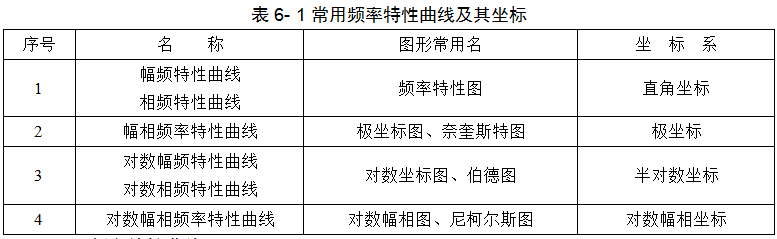 表 6- 1 常用频率特性曲线及其坐标
序号 名 称 图形常用名 坐 标 系
1 幅频特性曲线 相频特性曲线 频率特性图 直角坐标
2 幅相频率特性曲线 极坐标图、奈奎斯特图 极坐标
3 对数幅频特性曲线 对数相频特性曲线 对数坐标图、伯德图 半对数坐标
4 对数幅相频率特性曲线 对数幅相图、尼柯尔斯图 对数幅相坐标